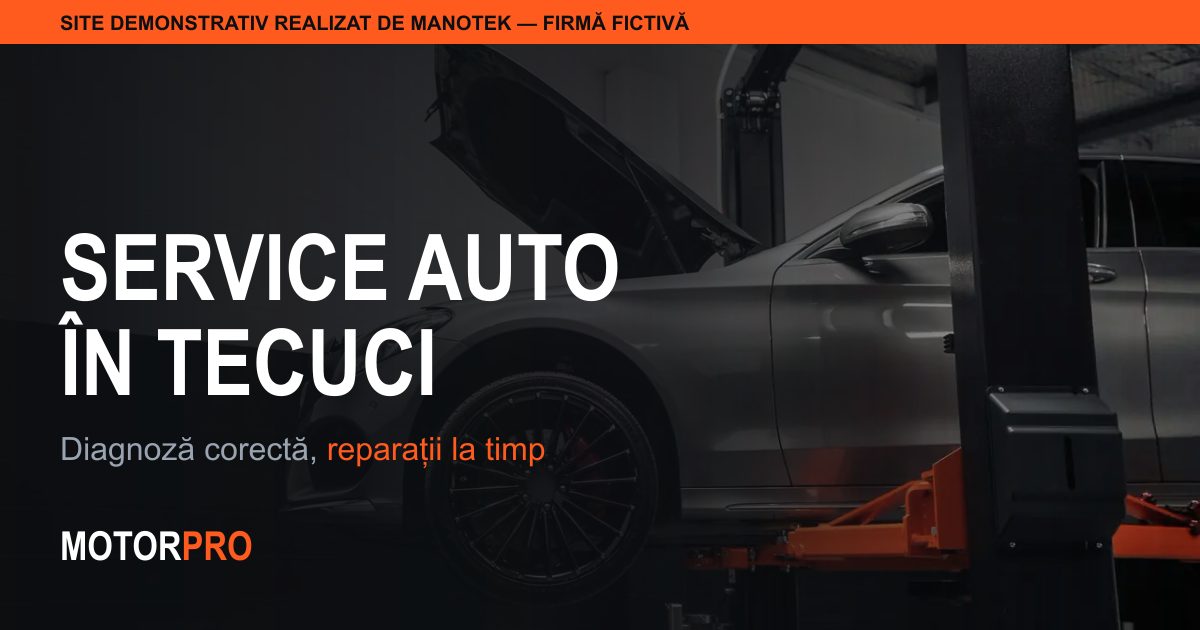 SITE DEMONSTRATIV REALIZAT DE MANOTEK — FIRMĂ FICTIVĂ
SERVICE AUTO
ÎN TECUCI
Diagnoză corectă, reparații la timp
MOTORPRO